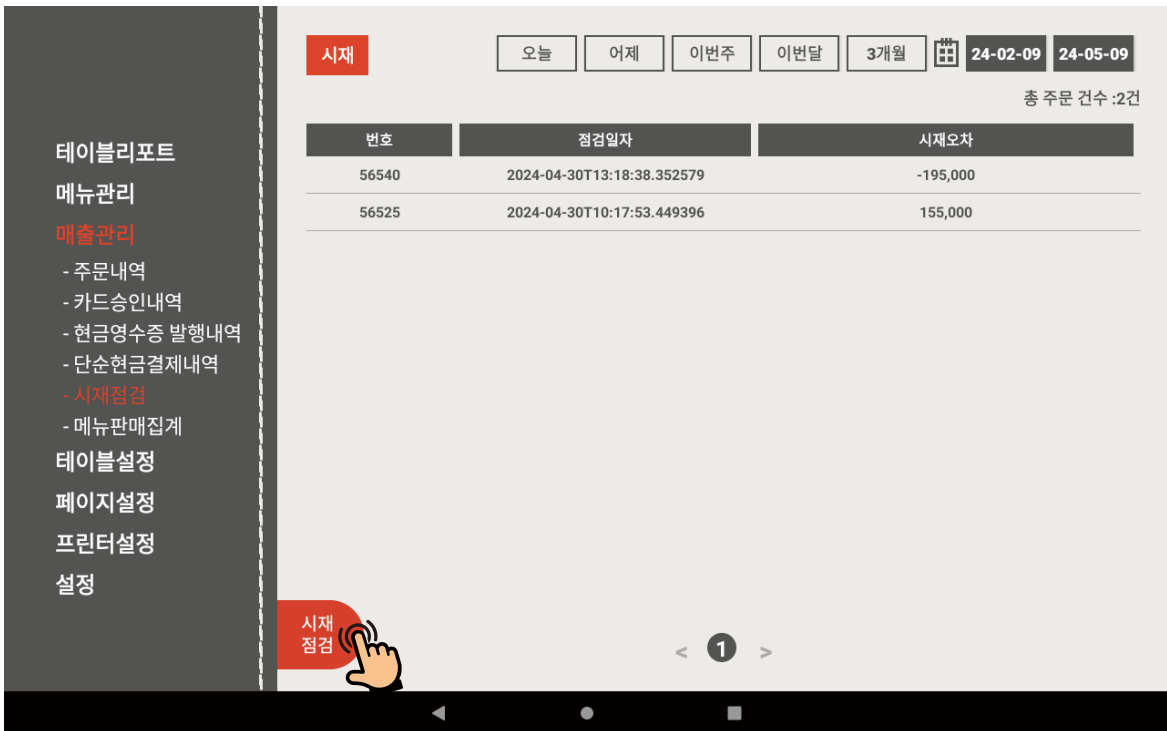 테이블리포트
메뉴관리
매출관리
- 주문내역
- 카드승인내역
- 현금영수증 발행내역
- 단순현금결제내역
- 시재점검
- 메뉴판매집계
테이블설정
페이지설정
프린터설정
설정
시재
오늘 어제 이번주 이번달 3개월 24-02-09 24-05-09
총 주문 건수 :2건
번호 점검일자 시재오차
56540 2024-04-30T13:18:38.352579 -195,000
56525 2024-04-30T10:17:53.449396 155,000
시재
점검
< 1 >